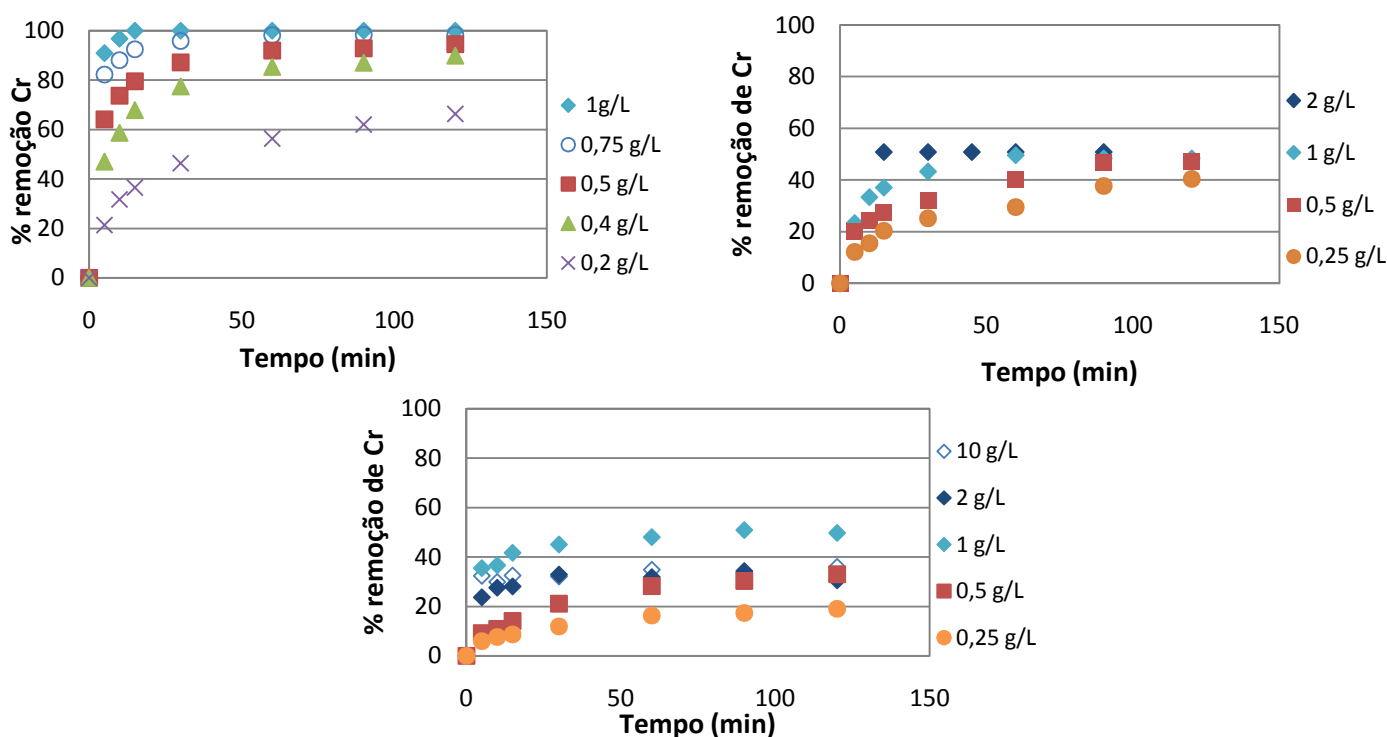 % remoção Cr
100
80
60
40
20
0
0
50
100
150
Tempo (min)
1g/L
0,75 g/L
0,5 g/L
0,4 g/L
0,2 g/L
% remoção de Cr
100
80
60
40
20
0
0
50
100
150
Tempo (min)
2 g/L
1 g/L
0,5 g/L
0,25 g/L
% remoção de Cr
100
80
60
40
20
0
0
50
100
150
Tempo (min)
10 g/L
2 g/L
1 g/L
0,5 g/L
0,25 g/L